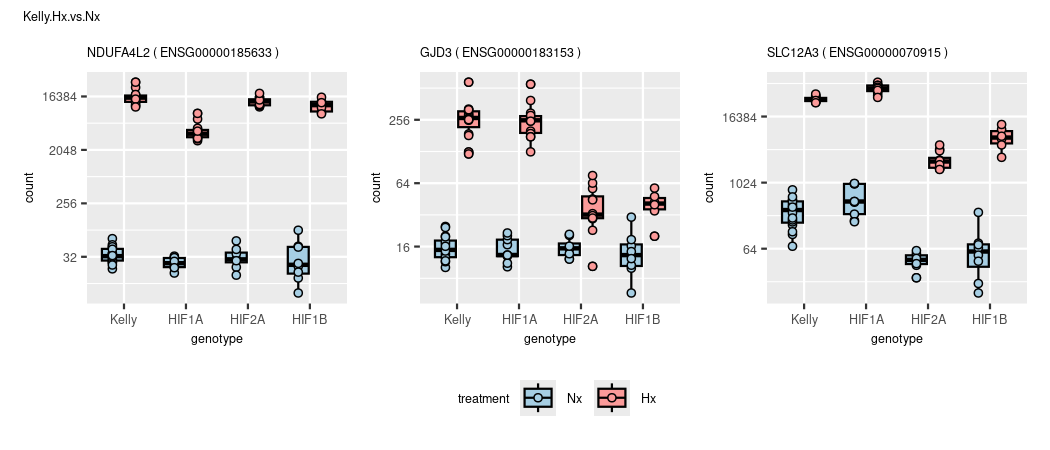 Kelly.Hx.vs.Nx
NDUFA4L2 ( ENSG00000185633 )
GJD3 ( ENSG00000183153 )
SLC12A3 ( ENSG00000070915 )
count
16384
2048
256
32
Kelly HIF1A HIF2A HIF1B
genotype
count
256
64
16
Kelly HIF1A HIF2A HIF1B
genotype
count
16384
1024
64
Kelly HIF1A HIF2A HIF1B
genotype
treatment Nx Hx